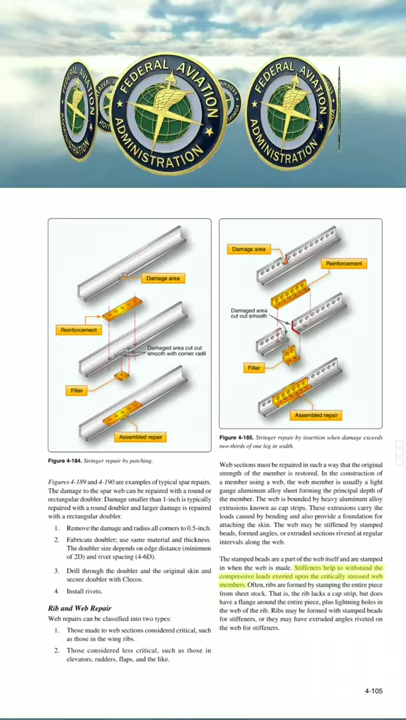 FEDERAL AVIATION
ADMINISTRATION
FEDERAL AVIATION
ADMINISTRATION
Damage area
Reinforcement
Damaged area cut out
smooth with corner radii
Filler
Assembled repair
Figure 4-184. Stringer repair by patching.
Damage area
Reinforcement
Damaged area
cut out smooth
Filler
Assembled repair
Figure 4-185. Stringer repair by insertion when damage exceeds
two-thirds of one leg in width.
Figures 4-189 and 4-190 are examples of typical spar repairs.
The damage to the spar web can be repaired with a round or
rectangular doubler. Damage smaller than 1-inch is typically
repaired with a round doubler and larger damage is repaired
with a rectangular doubler.
1. Remove the damage and radius all corners to 0.5-inch.
2. Fabricate doubler; use same material and thickness.
The doubler size depends on edge distance (minimum
of 2D) and rivet spacing (4-6D).
3. Drill through the doubler and the original skin and
secure doubler with Clecos.
4. Install rivets.
Rib and Web Repair
Web repairs can be classified into two types:
1. Those made to web sections considered critical, such
as those in the wing ribs.
2. Those considered less critical, such as those in
elevators, rudders, flaps, and the like.
Web sections must be repaired in such a way that the original
strength of the member is restored. In the construction of
a member using a web, the web member is usually a light
gauge aluminum alloy sheet forming the principal depth of
the member. The web is bounded by heavy aluminum alloy
extrusions known as cap strips. These extrusions carry the
loads caused by bending and also provide a foundation for
attaching the skin. The web may be stiffened by stamped
beads, formed angles, or extruded sections riveted at regular
intervals along the web.
The stamped beads are a part of the web itself and are stamped
in when the web is made. Stiffeners help to withstand the
compressive loads exerted upon the critically stressed web
members. Often, ribs are formed by stamping the entire piece
from sheet stock. That is, the rib lacks a cap strip, but does
have a flange around the entire piece, plus lightening holes in
the web of the rib. Ribs may be formed with stamped beads
for stiffeners, or they may have extruded angles riveted on
the web for stiffeners.
4-105